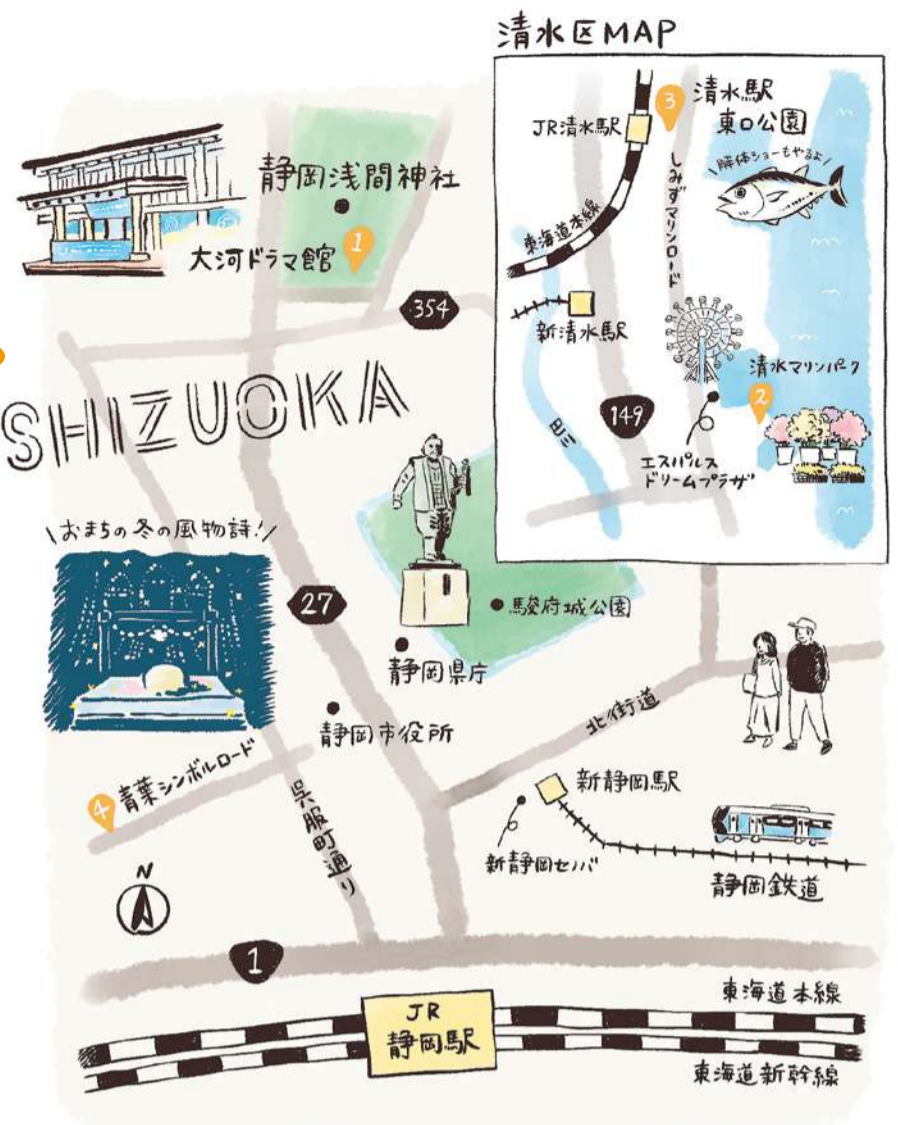 清水区MAP
3
清水駅
東口公園
JR清水駅
\解体ショーもやるよ/
しみずマリンロード
東海道本線
新清水駅
清水マリンパーク
2
149
巴川
エスパルス
ドリームプラザ
静岡浅間神社
大河ドラマ館
1
354
SHIZUOKA
\おまちの冬の風物詩!/
27
駿府城公園
静岡県庁
静岡市役所
北街道
青葉シンボルロード
4
呉服町通り
新静岡駅
新静岡セノバ
静岡鉄道
N
1
東海道本線
JR
静岡駅
東海道新幹線